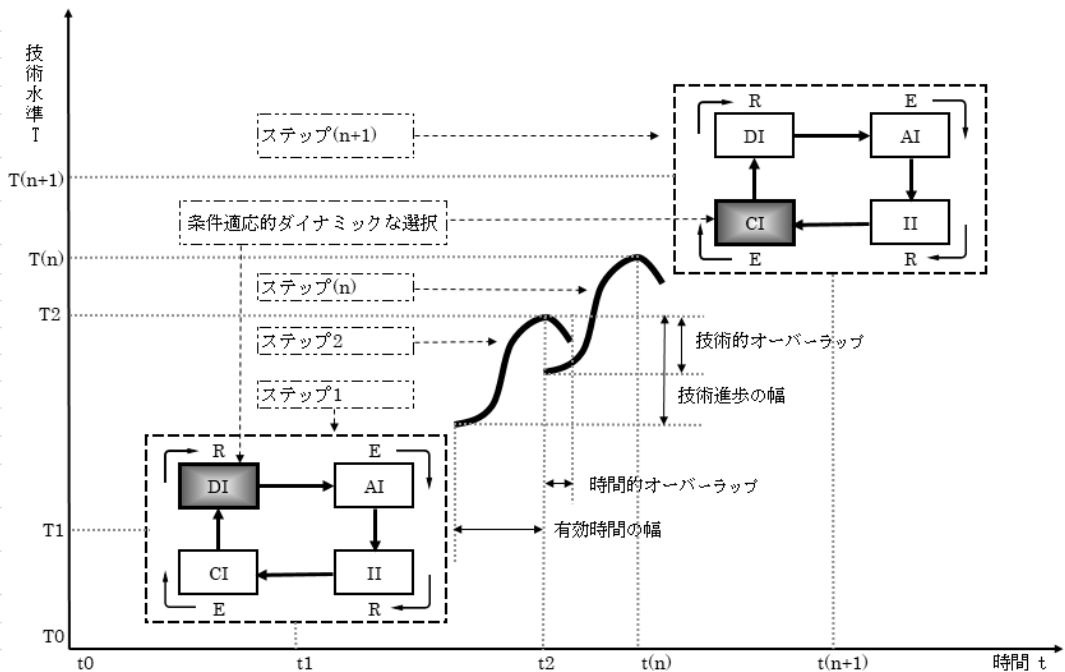 技術水準T
R
E
ステップ(n+1)
DI
AI
T(n+1)
条件適応的ダイナミックな選択
CI
II
T(n)
E
R
ステップ(n)
T2
ステップ2
技術的オーバーラップ
ステップ1
技術進歩の幅
R
E
DI
AI
時間的オーバーラップ
T1
有効時間の幅
CI
II
E
R
T0
t0
t1
t2
t(n)
t(n+1)
時間 t